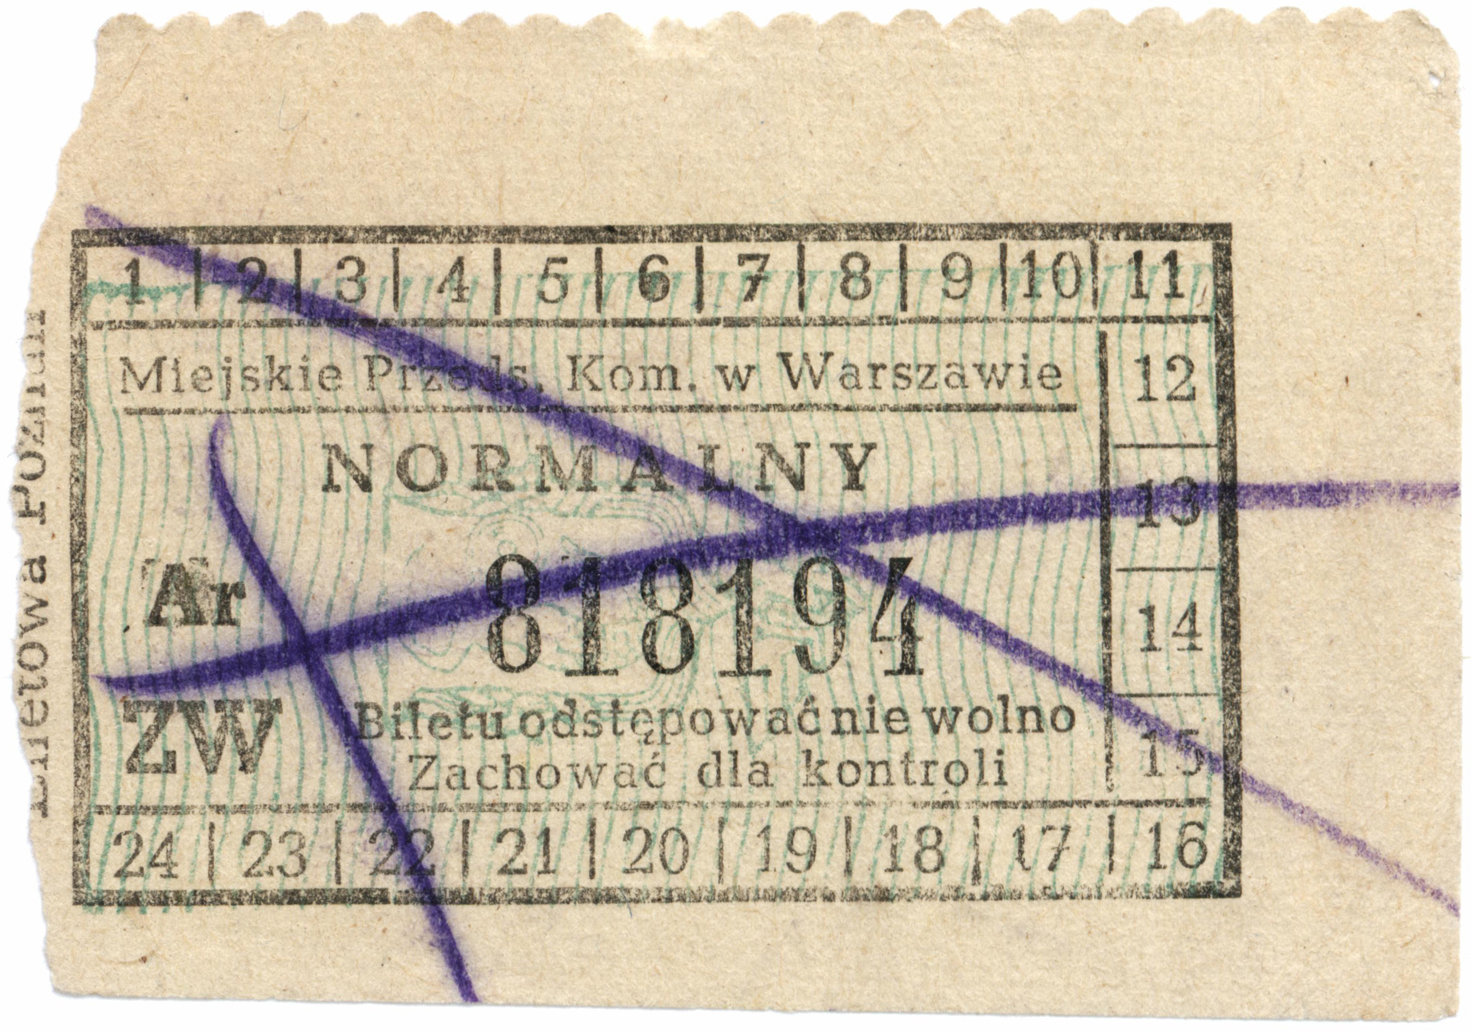 1 | 2 | 3 | 4 | 5 | 6 | 7 | 8 | 9 | 10 | 11
Miejskie Przeds. Kom. w Warszawie
12
NORMALNY
13
Ar 818194
14
ZW Biletu odstępować nie wolno
Zachować dla kontroli
15
24 | 23 | 22 | 21 | 20 | 19 | 18 | 17 | 16
Biletowa Poznań